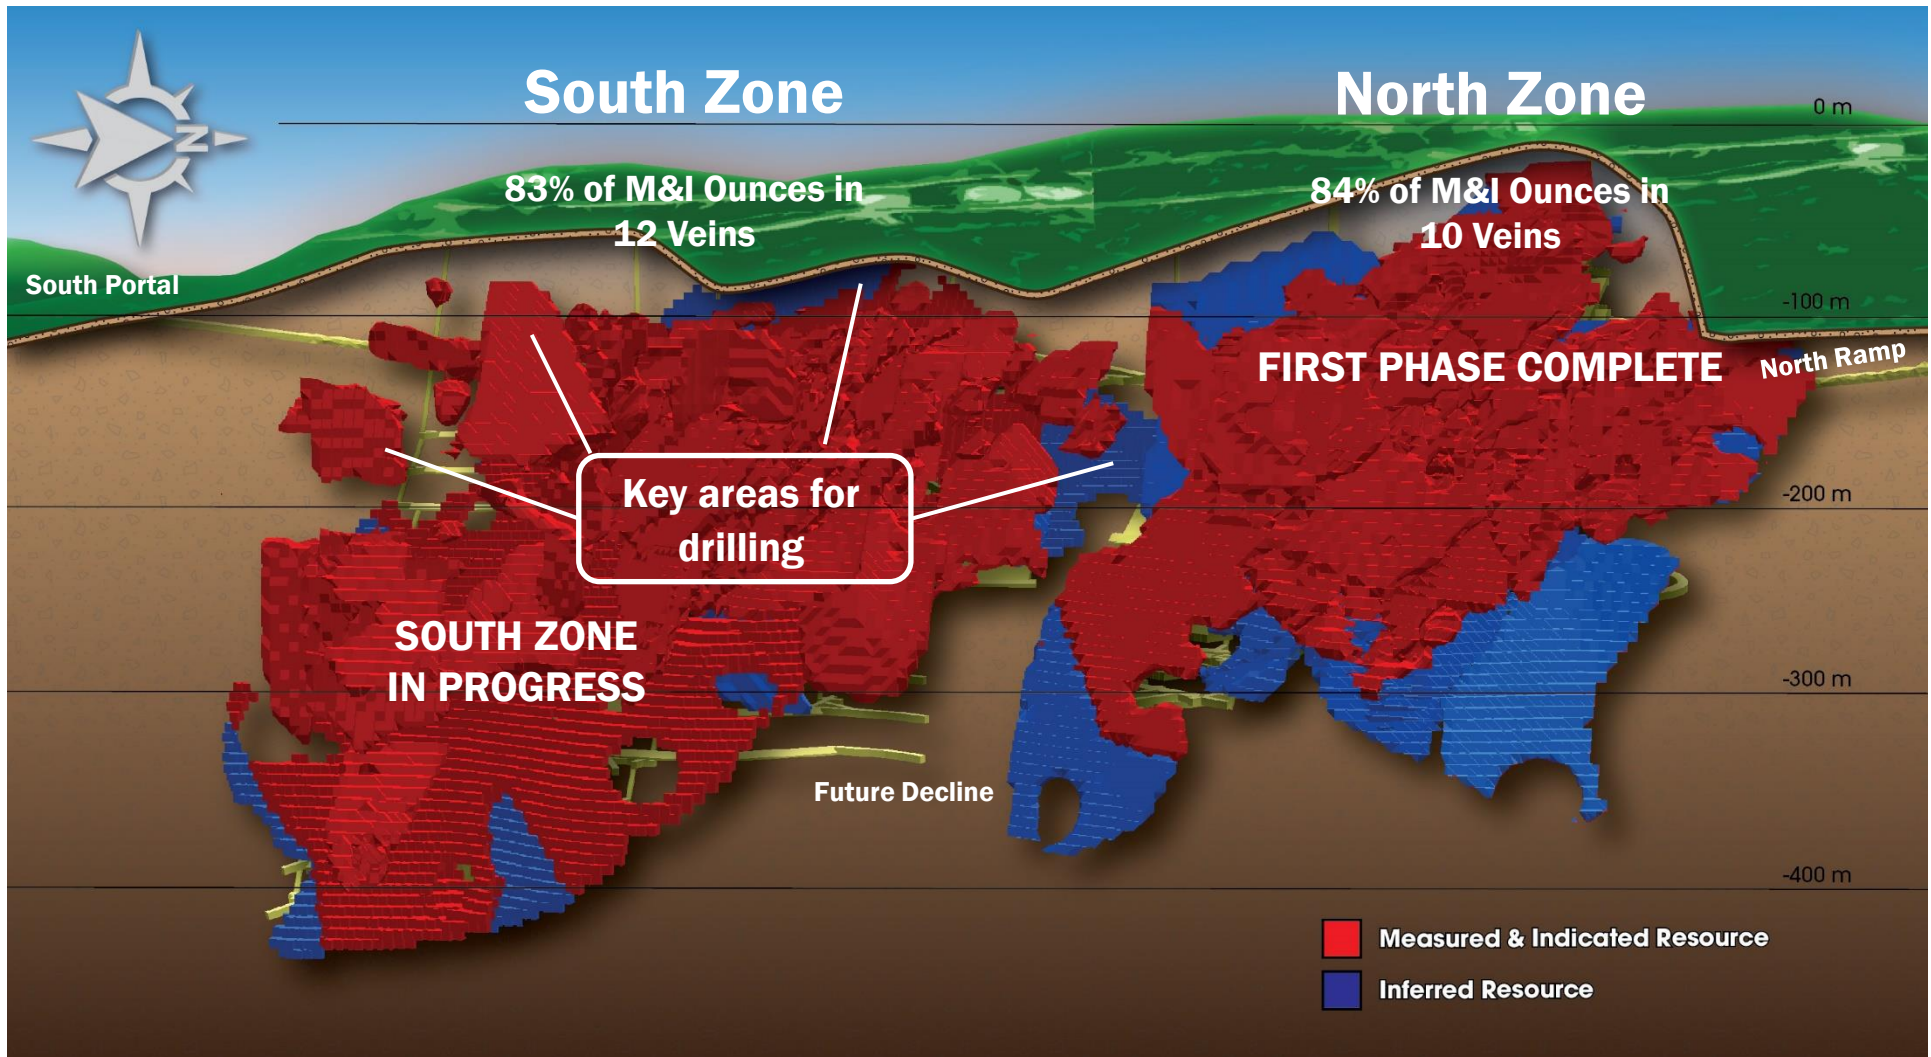 South Zone
North Zone
0 m
N
83% of M&I Ounces in
12 Veins
84% of M&I Ounces in
10 Veins
South Portal
-100 m
FIRST PHASE COMPLETE
North Ramp
Key areas for
drilling
-200 m
SOUTH ZONE
IN PROGRESS
-300 m
Future Decline
-400 m
Measured & Indicated Resource
Inferred Resource